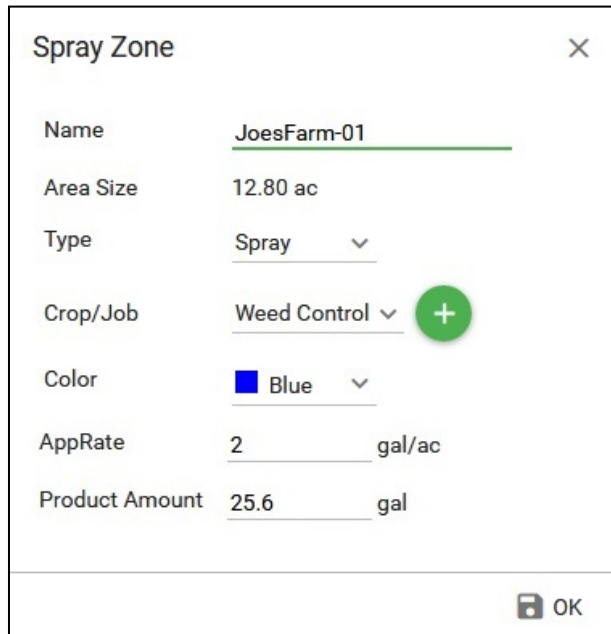 Spray Zone
Name JoesFarm-01
Area Size 12.80 ac
Type Spray
Crop/Job Weed Control
Color Blue
AppRate 2 gal/ac
Product Amount 25.6 gal
OK